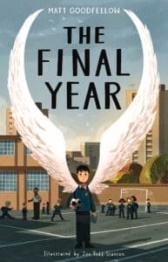 MATT GOODFELLOW
THE
FINAL
YEAR
Illustrated by Joe Todd Stanton